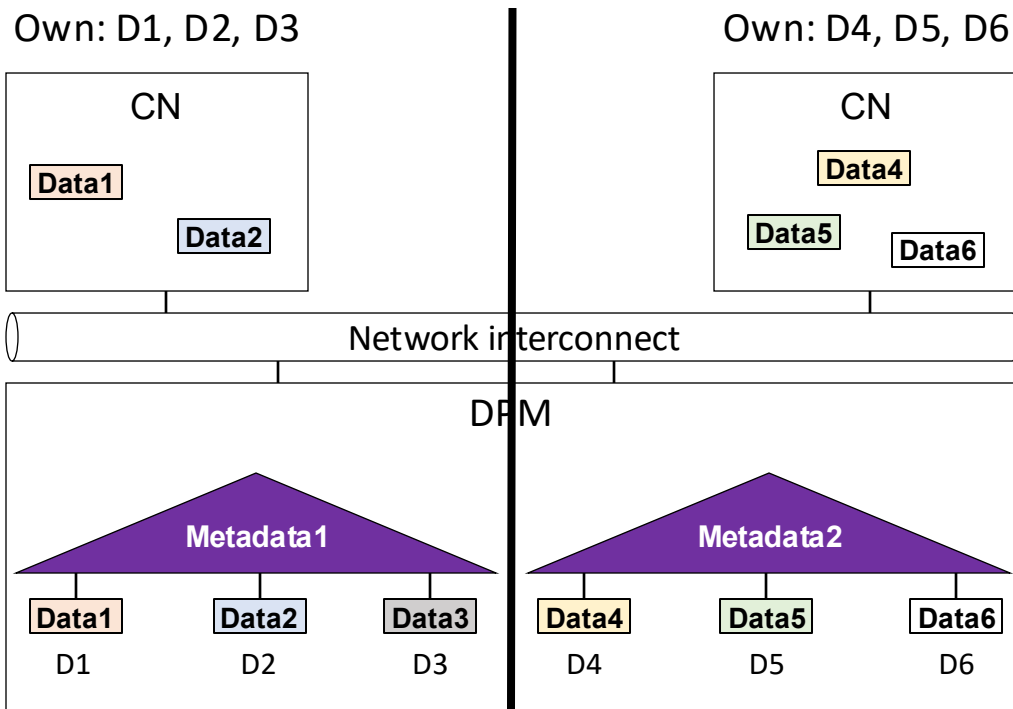 Own: D1, D2, D3
Own: D4, D5, D6
CN
Data1
Data2
CN
Data4
Data5
Data6
Network interconnect
DPM
Metadata1
Metadata2
Data1
Data2
Data3
Data4
Data5
Data6
D1
D2
D3
D4
D5
D6